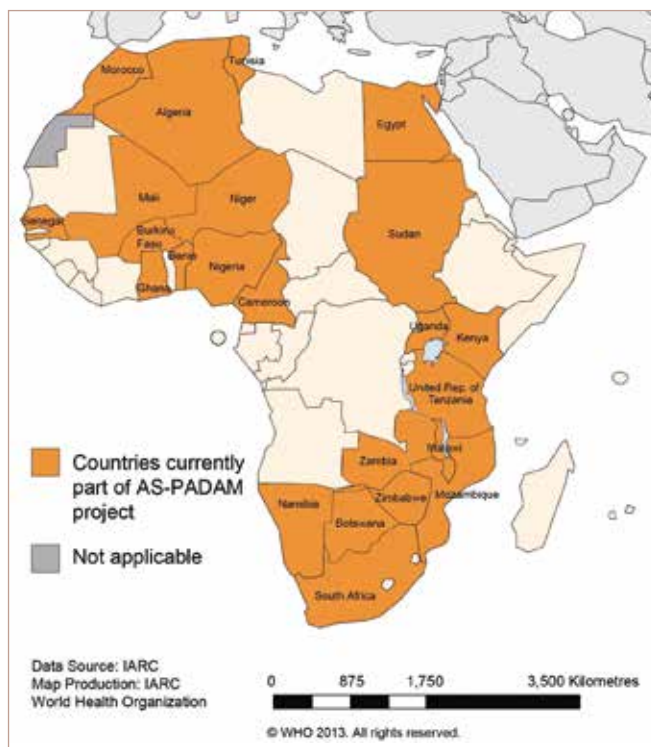 Morocco
Tunisia
Algeria
Egypt
Mali
Niger
Senegal
Burkina
Faso
Sudan
Benin
Nigeria
Ghana
Cameroon
Uganda
Kenya
United Rep. of
Tanzania
Malawi
Zambia
Mozambique
Zimbabwe
Namibia
Botswana
South Africa
Countries currently
part of AS-PADAM
project
Not applicable
Data Source: IARC
Map Production: IARC
World Health Organization
0 875 1,750 3,500 Kilometres
© WHO 2013. All rights reserved.